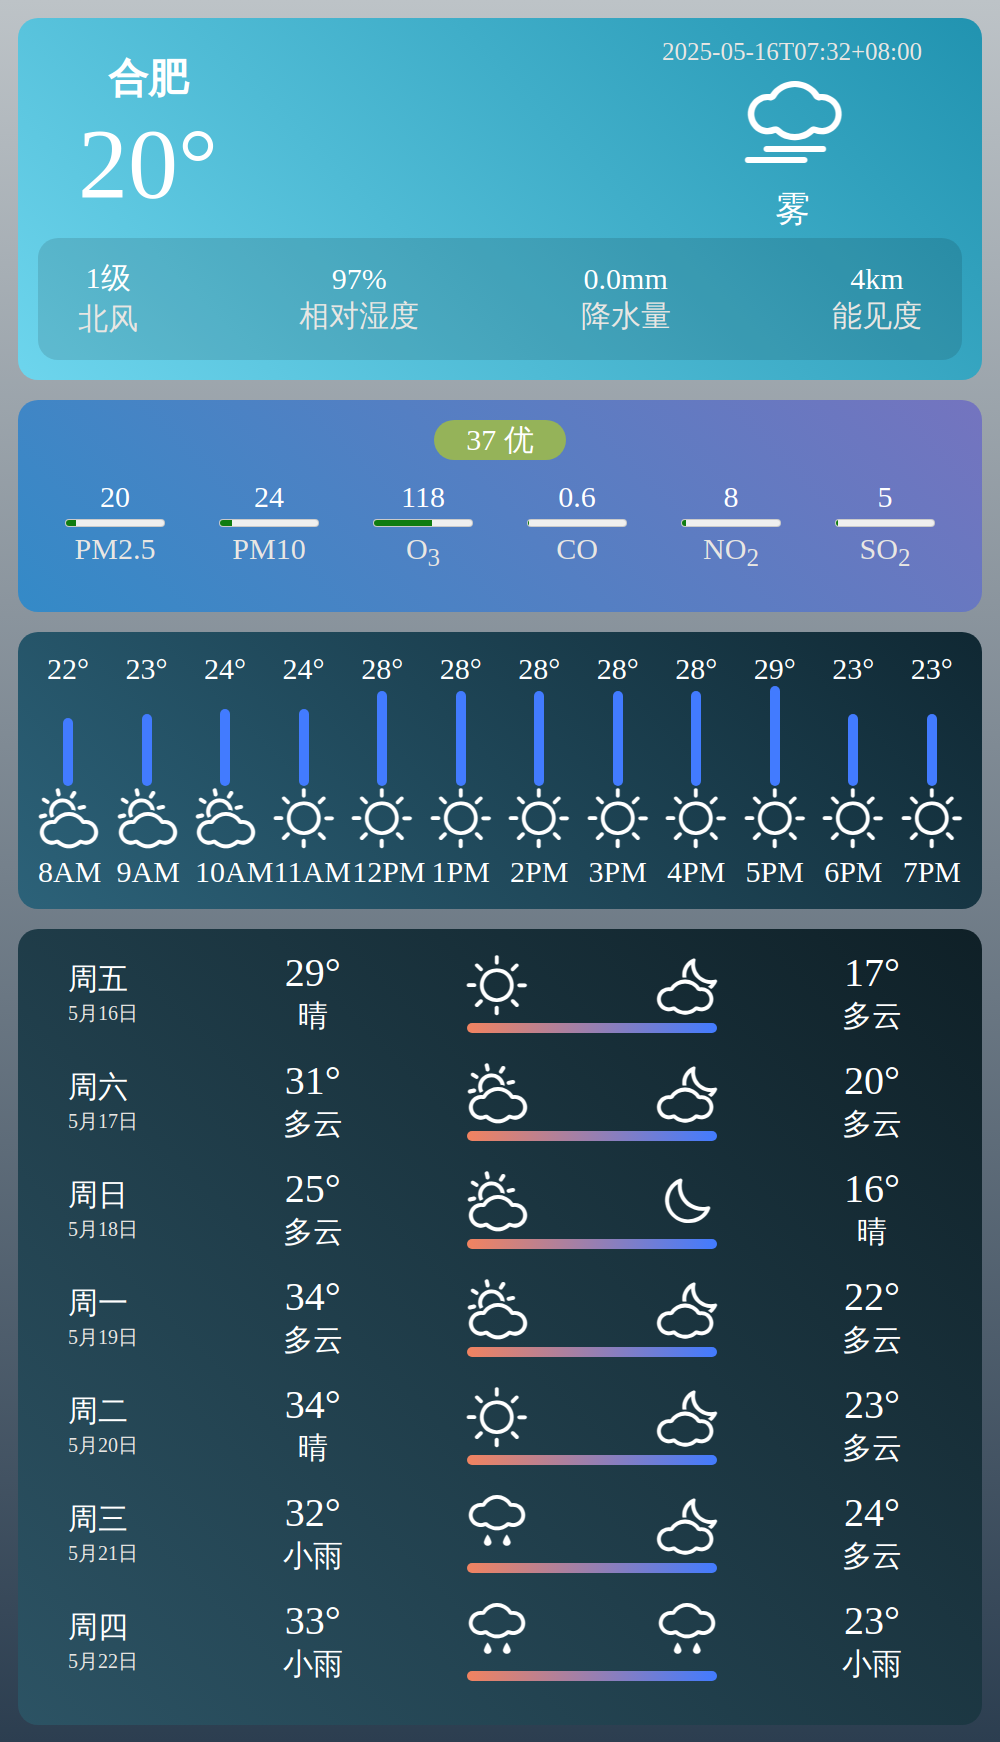 合肥
20°
2025-05-16T07:32+08:00
雾
1级 97% 0.0mm 4km
北风 相对湿度 降水量 能见度
37 优
20 24 118 0.6 8 5
PM2.5 PM10 O3 CO NO2 SO2
22° 23° 24° 24° 28° 28° 28° 28° 28° 29° 23° 23°
8AM 9AM 10AM 11AM 12PM 1PM 2PM 3PM 4PM 5PM 6PM 7PM
周五 29° 17°
5月16日 晴 多云
周六 31° 20°
5月17日 多云 多云
周日 25° 16°
5月18日 多云 晴
周一 34° 22°
5月19日 多云 多云
周二 34° 23°
5月20日 晴 多云
周三 32° 24°
5月21日 小雨 多云
周四 33° 23°
5月22日 小雨 小雨